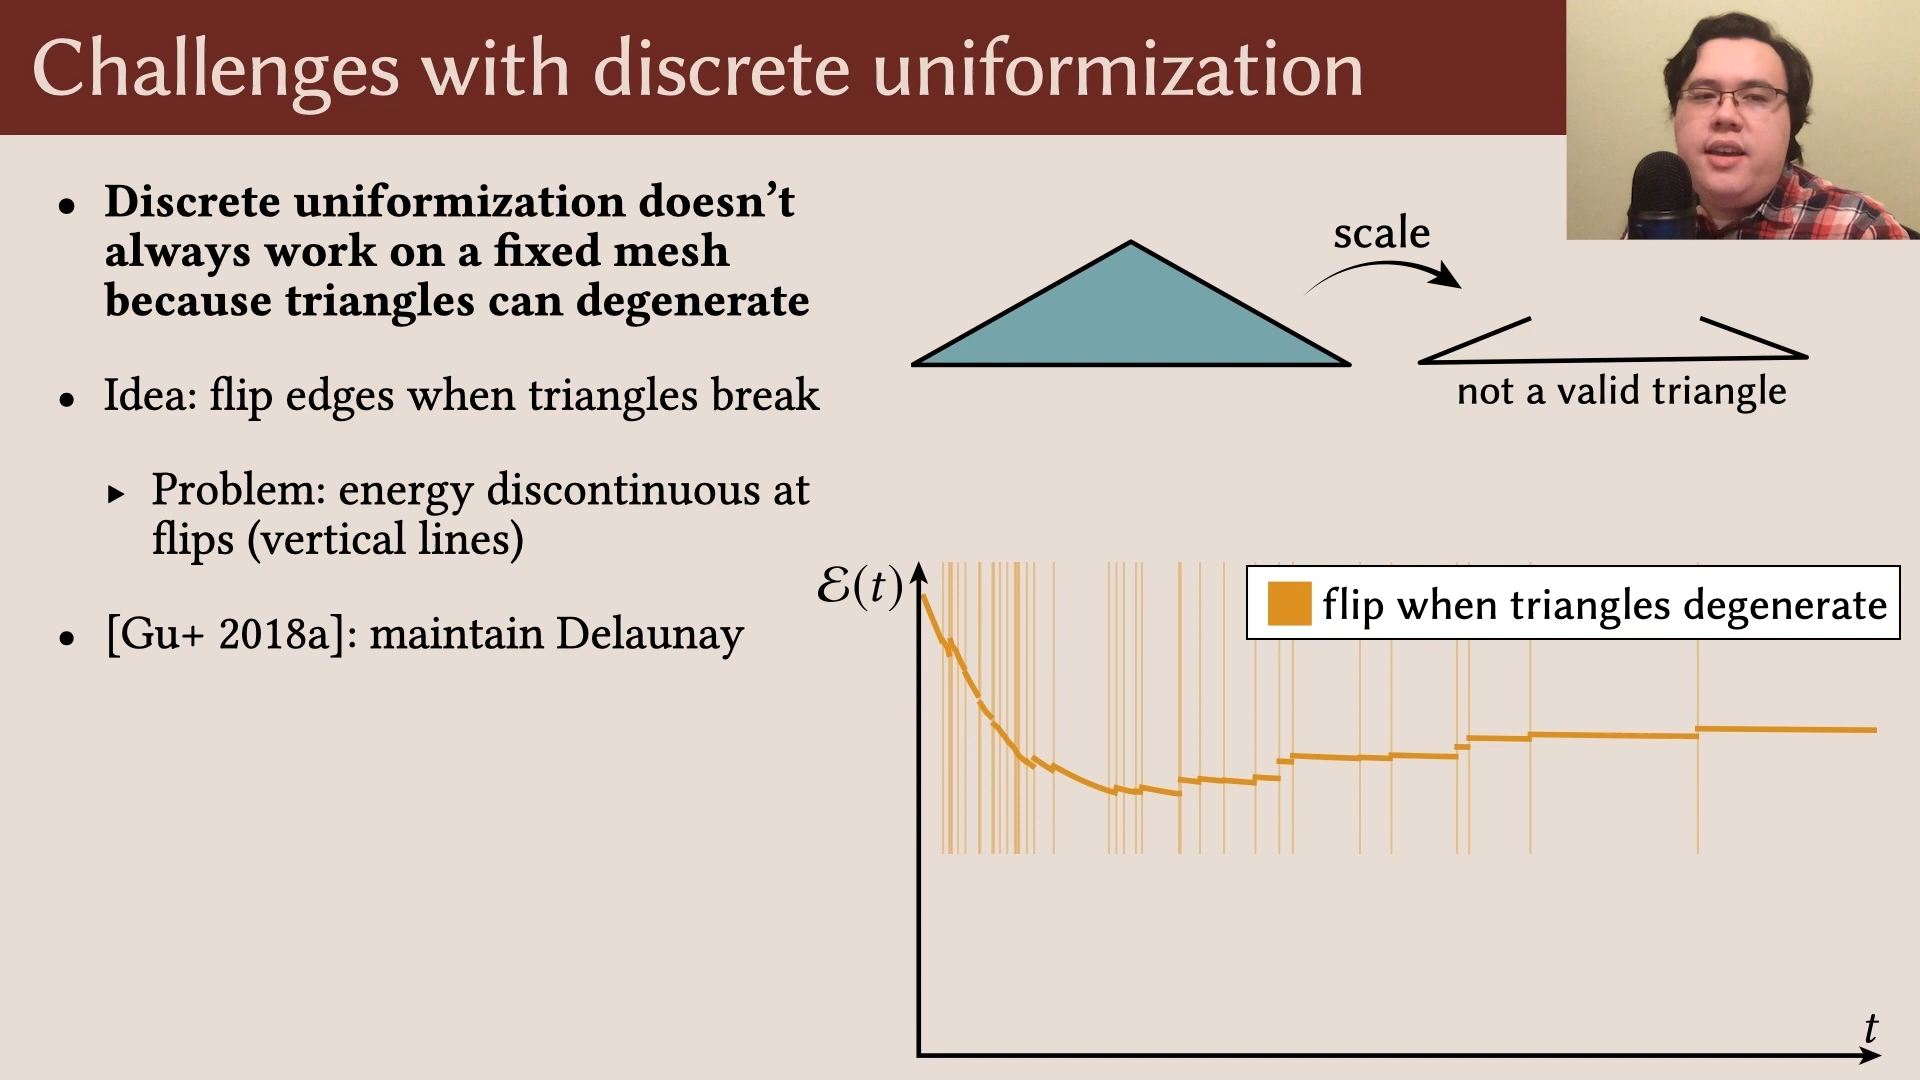 Challenges with discrete uniformization
• Discrete uniformization doesn’t
always work on a fixed mesh
because triangles can degenerate
• Idea: flip edges when triangles break
▸ Problem: energy discontinuous at
flips (vertical lines)
• [Gu+ 2018a]: maintain Delaunay
scale
not a valid triangle
ℰ(t)
flip when triangles degenerate
t